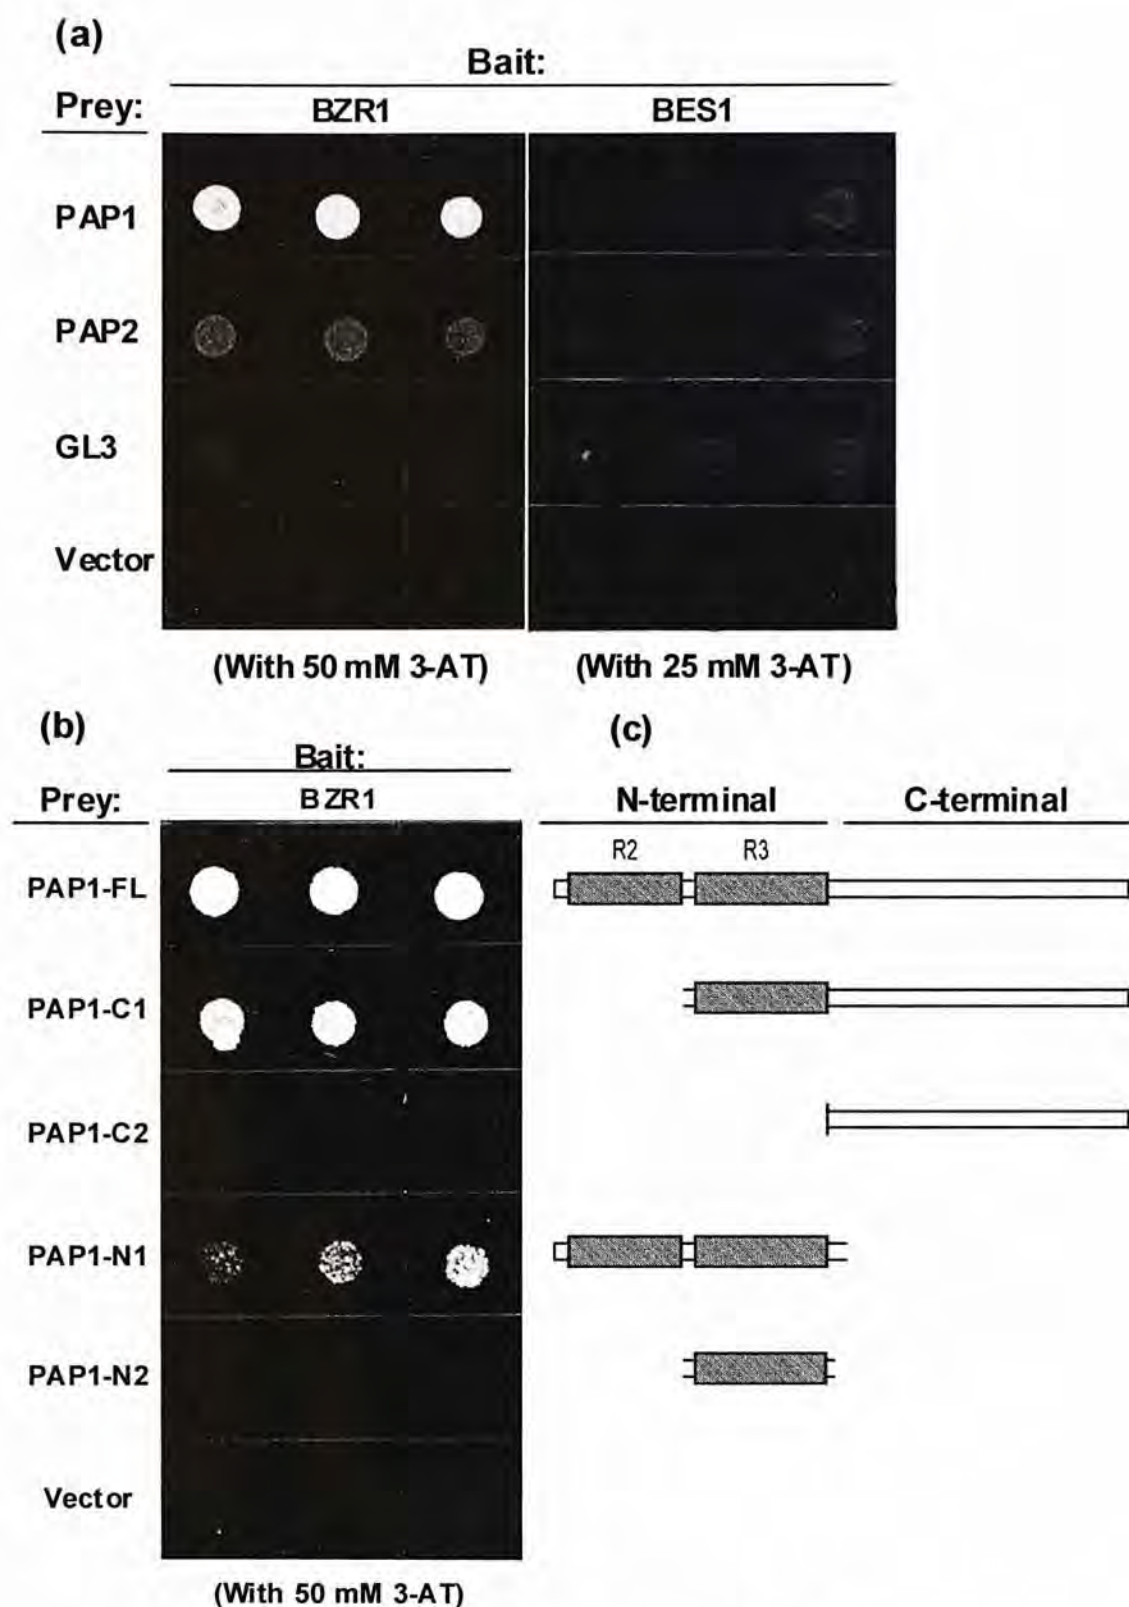 (a)
Bait:
Prey:
BZR1
BES1
PAP1
PAP2
GL3
Vector
(With 50 mM 3-AT)
(With 25 mM 3-AT)
(b)
Bait:
Prey:
BZR1
PAP1-FL
PAP1-C1
PAP1-C2
PAP1-N1
PAP1-N2
Vector
(With 50 mM 3-AT)
(c)
N-terminal
C-terminal
R2
R3